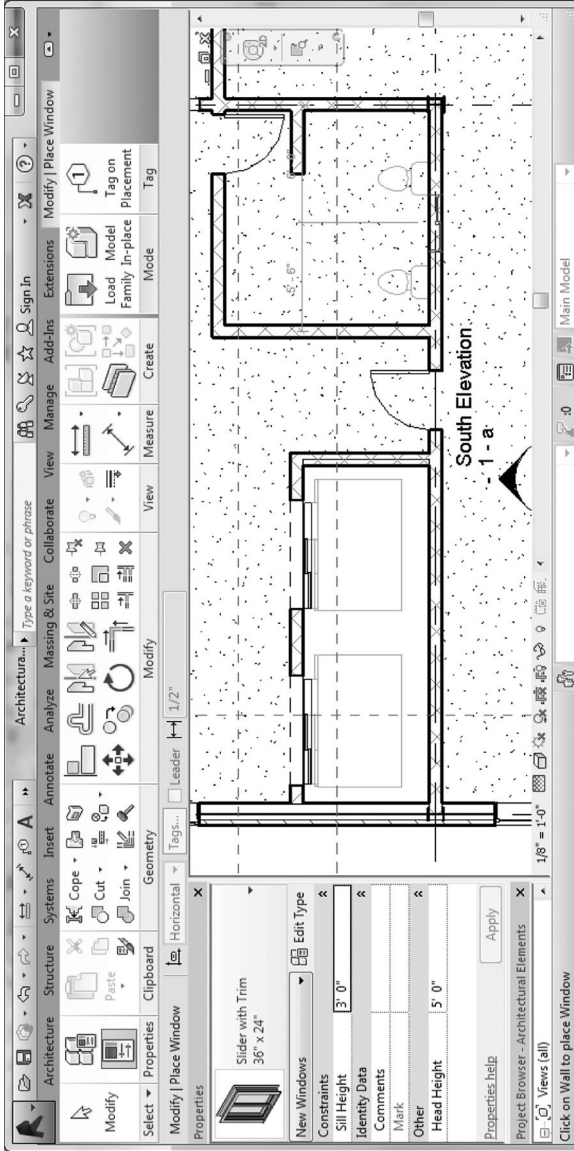 Architectura...
Type a keyword or phrase
Sign In
Architecture
Structure
Systems
Insert
Annotate
Analyze
Massing & Site
Collaborate
View
Manage
Add-Ins
Extensions
Modify | Place Window
Modify
Paste
Cope
Cut
Join
Load Family
Model In-place
Tag on Placement
Select
Properties
Clipboard
Geometry
Modify
View
Measure
Create
Mode
Tag
Modify | Place Window
Horizontal
Tags...
Leader
1/2"
Properties
Slider with Trim
36" x 24"
New Windows
Edit Type
Constraints
Sill Height
3' 0"
Identity Data
Comments
Mark
Other
Head Height
5' 0"
Properties help
Apply
Project Browser - Architectural Elements
Views (all)
2D
5' - 6"
South Elevation
- 1 - a
1/8" = 1'-0"
Click on Wall to place Window
:0
Main Model